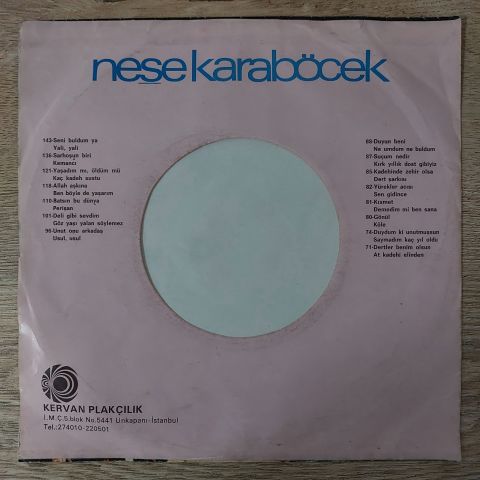 neşe karaböcek
143-Seni buldum ya
Yali, yali
136-Sarhoşun biri
Kemancı
121-Yaşadım mı, öldüm mü
Kaç kadeh sustu
118-Allah aşkına
Ben böyle de yaşarım
110-Batsın bu dünya
Perişan
101-Deli gibi sevdim
Göz yaşı yalan söylemez
96-Unut onu arkadaş
Usul, usul
89-Duyun beni
Ne umdum ne buldum
87-Suçum nedir
Kırk yıllık dost gibiyiz
85-Kadehinde zehir olsa
Dert şarkısı
82-Yürekler acısı
Sen gidince
81-Kısmet
Demedim mi ben sana
80-Gönül
Köle
74-Duydum ki unutmussun
Saymadım kaç yıl oldu
71-Dertler benim olsun
At kadehi elinden
KERVAN PLAKÇILIK
İ.M.Ç.5.blok No.5441 Unkapanı-İstanbul
Tel.:274010-220501